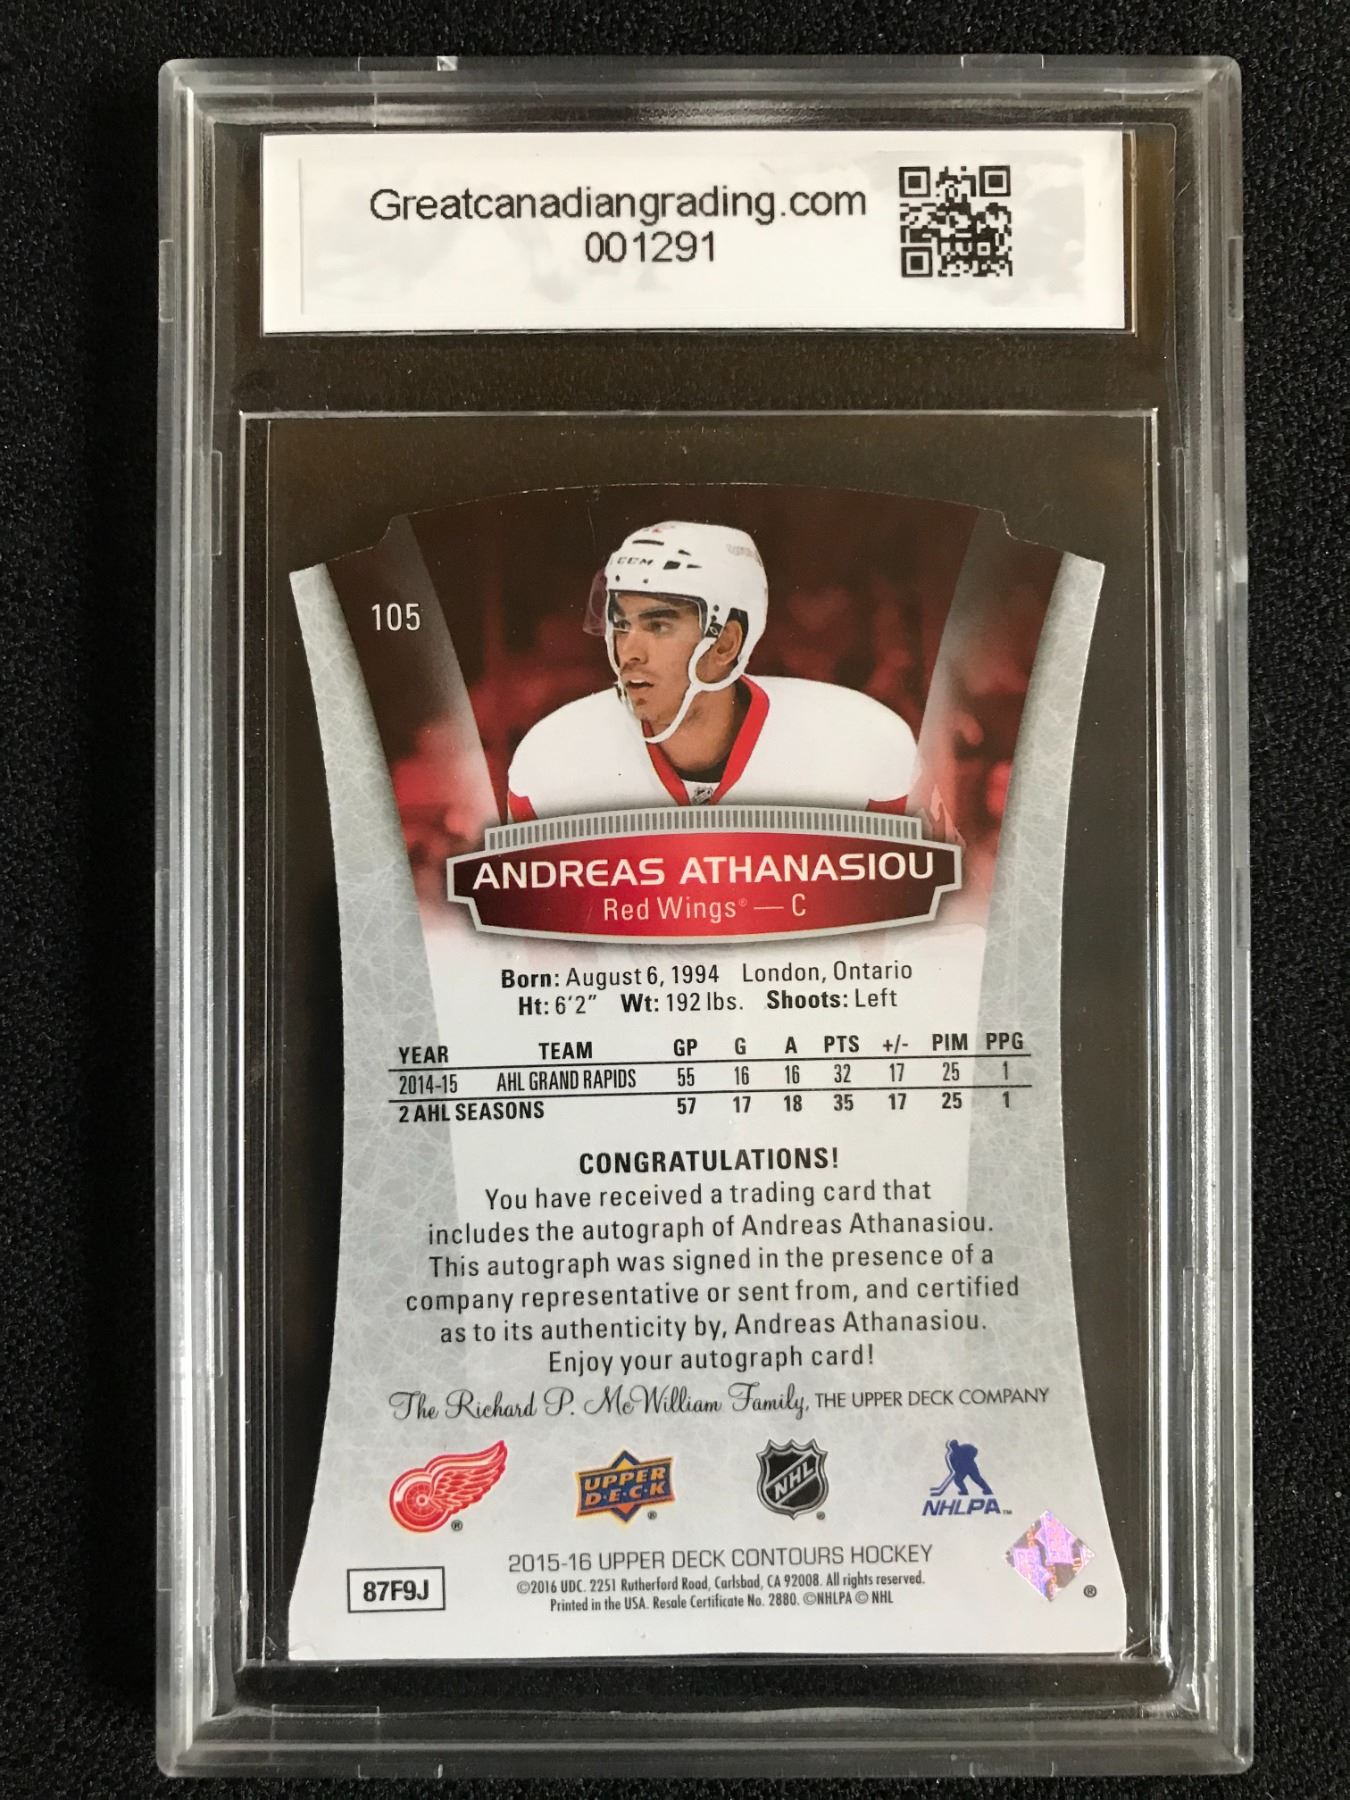 Greatcanadiangrading.com
001291
CCM
105
ANDREAS ATHANASIOU
Red Wings® — C
Born: August 6, 1994 London, Ontario
Ht: 6'2" Wt: 192 lbs. Shoots: Left
YEAR TEAM GP G A PTS +/- PIM PPG
2014-15 AHL GRAND RAPIDS 55 16 16 32 17 25 1
2 AHL SEASONS 57 17 18 35 17 25 1
CONGRATULATIONS!
You have received a trading card that
includes the autograph of Andreas Athanasiou.
This autograph was signed in the presence of a
company representative or sent from, and certified
as to its authenticity by, Andreas Athanasiou.
Enjoy your autograph card!
The Richard P. McWilliam Family, THE UPPER DECK COMPANY
®
UPPER
D·E·C·K
®
NHL
®
NHLPA™
2015-16 UPPER DECK CONTOURS HOCKEY
©2016 UDC. 2251 Rutherford Road, Carlsbad, CA 92008. All rights reserved.
Printed in the USA. Resale Certificate No. 2880. ©NHLPA © NHL
87F9J
®